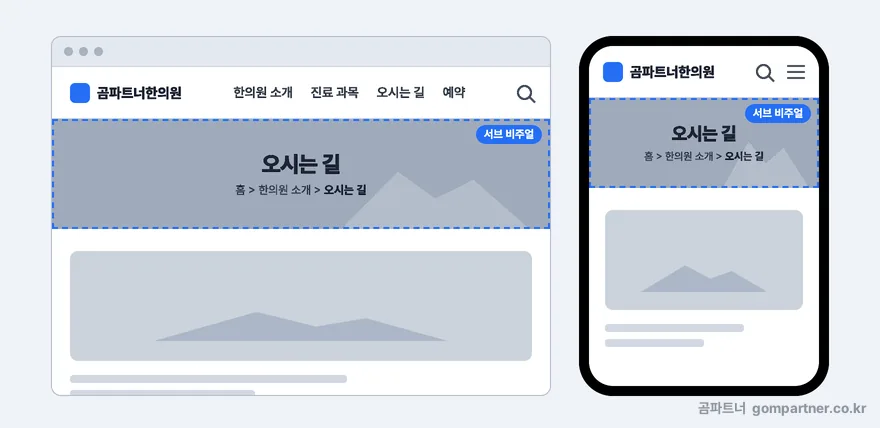 곰파트너한의원
한의원 소개 진료 과목 오시는 길 예약
서브 비주얼
오시는 길
홈 > 한의원 소개 > 오시는 길
곰파트너한의원
서브 비주얼
오시는 길
홈 > 한의원 소개 > 오시는 길
곰파트너 gompartner.co.kr